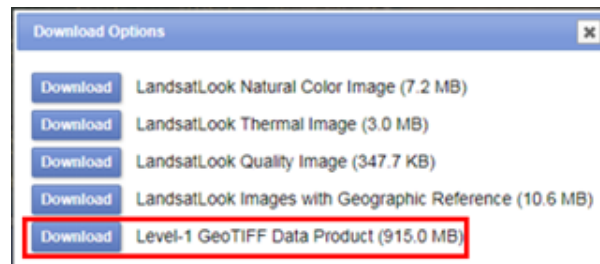 Download Options
Download LandsatLook Natural Color Image (7.2 MB)
Download LandsatLook Thermal Image (3.0 MB)
Download LandsatLook Quality Image (347.7 KB)
Download LandsatLook Images with Geographic Reference (10.6 MB)
Download Level-1 GeoTIFF Data Product (915.0 MB)